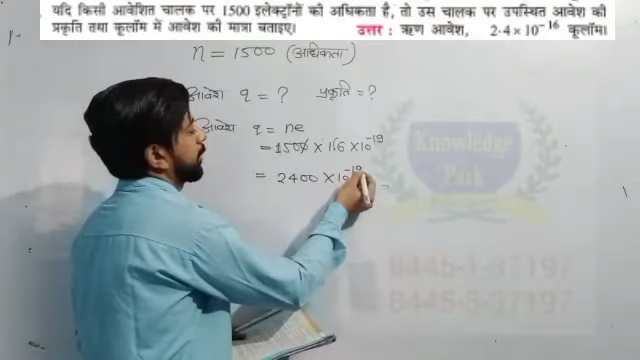 यदि किसी आवेशित चालक पर 1500 इलेक्ट्रॉनों की अधिकता है, तो उस चालक पर उपस्थित आवेश की
प्रकृति तथा कूलॉम में आवेश की मात्रा बताइए। उत्तर : ऋण आवेश, 2·4×10⁻¹⁶ कूलॉम।
n = 1500 (अधिकता)
आवेश q = ? प्रकृति = ?
आवेश q = ne
= 1500 × 1.6 × 10⁻¹⁹
= 2400 × 10⁻¹⁹
Knowledge
Park
8445-1-37197
8445-3-37197